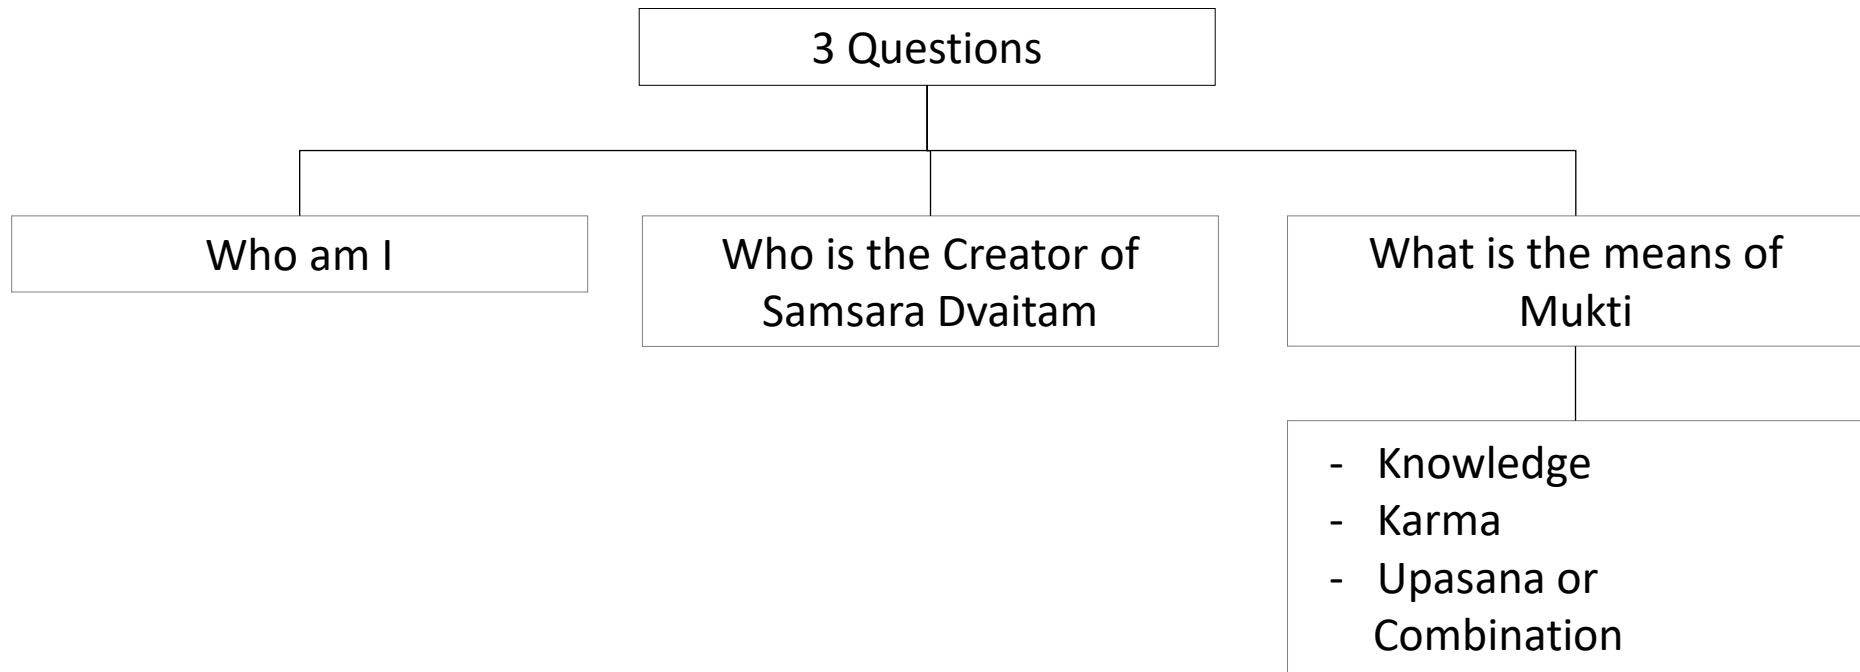 3 Questions
Who am I
Who is the Creator of
Samsara Dvaitam
What is the means of
Mukti
- Knowledge
- Karma
- Upasana or
Combination